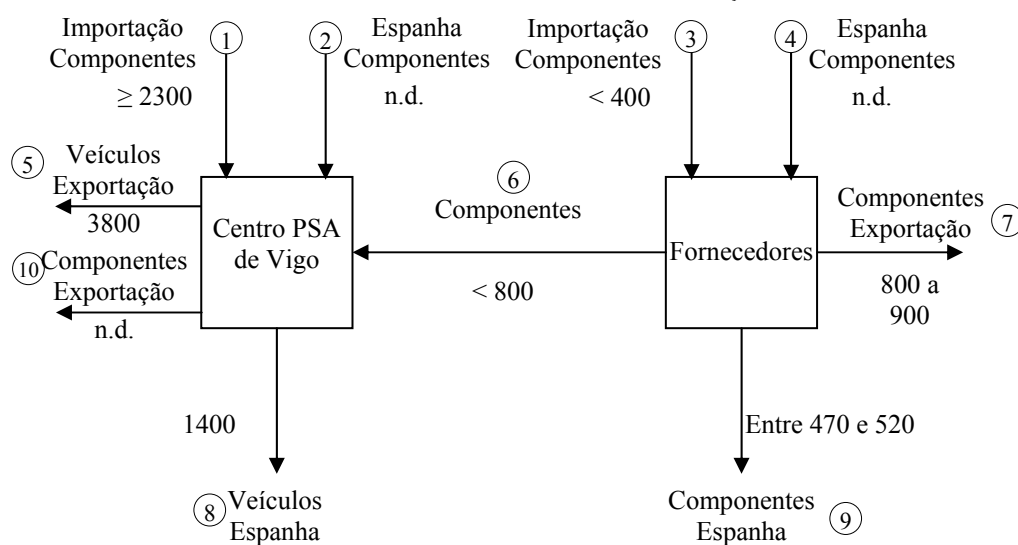 Importação
Componentes
≥ 2300
1
2
Espanha
Componentes
n.d.
Importação
Componentes
< 400
3
4
Espanha
Componentes
n.d.
5
Veículos
Exportação
3800
10
Componentes
Exportação
n.d.
Centro PSA
de Vigo
6
Componentes
< 800
Fornecedores
Componentes
Exportação
7
800 a
900
1400
8
Veículos
Espanha
Entre 470 e 520
Componentes
Espanha
9